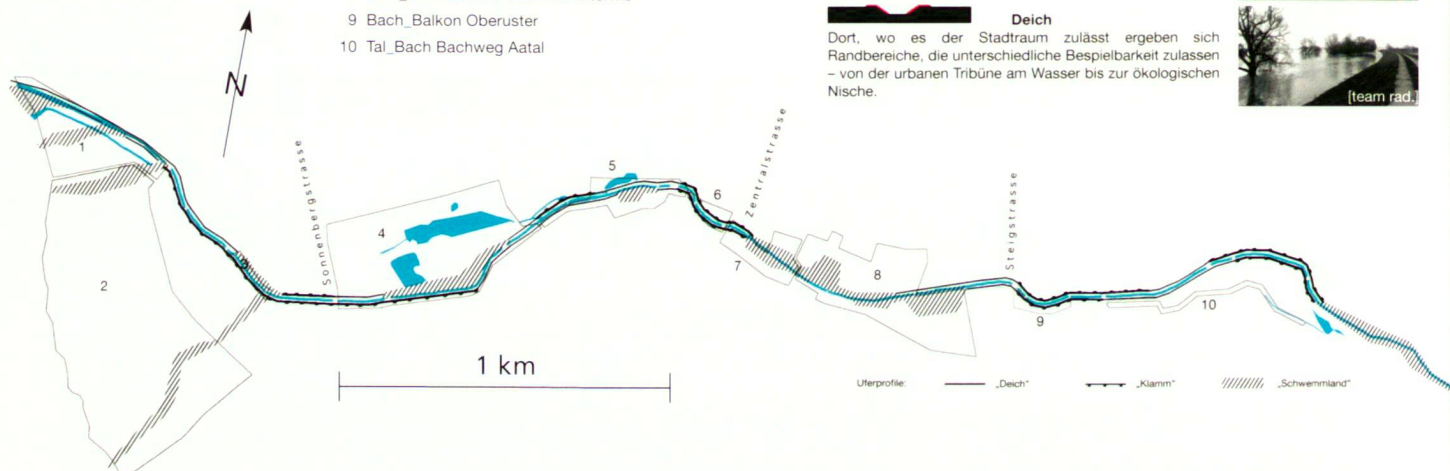 9 Bach_Balkon Oberuster
10 Tal_Bach Bachweg Aatal
Deich
Dort, wo es der Stadtraum zulässt ergeben sich
Randbereiche, die unterschiedliche Bespielbarkeit zulassen
– von der urbanen Tribüne am Wasser bis zur ökologischen
Nische.
[team rad.]
N
Sonnenbergstrasse
Zentralstrasse
Steigstrasse
1
2
3
4
5
6
7
8
9
10
1 km
Uferprofile:
„Deich"
„Klamm"
„Schwemmland"